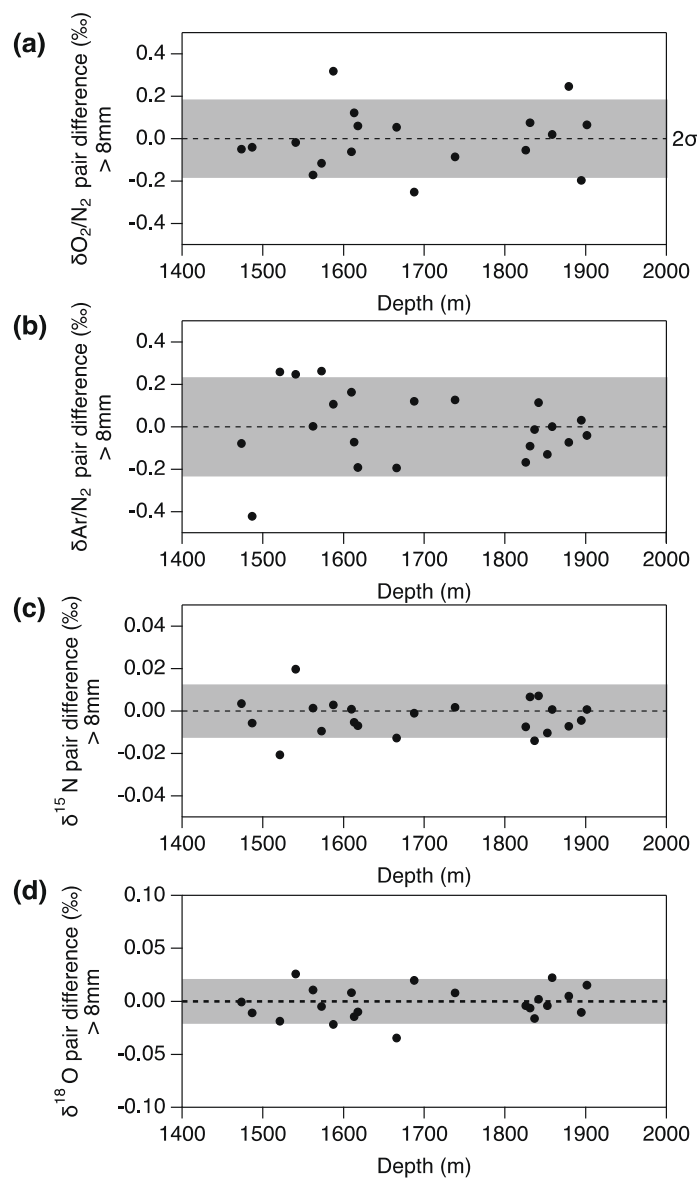 (a)
δO₂/N₂ pair difference (‰)
> 8mm
0.4
0.2
0.0
-0.2
-0.4
2σ
1400 1500 1600 1700 1800 1900 2000
Depth (m)
(b)
δAr/N₂ pair difference (‰)
> 8mm
0.4
0.2
0.0
-0.2
-0.4
1400 1500 1600 1700 1800 1900 2000
Depth (m)
(c)
δ¹⁵N pair difference (‰)
> 8mm
0.04
0.02
0.00
-0.02
-0.04
1400 1500 1600 1700 1800 1900 2000
Depth (m)
(d)
δ¹⁸O pair difference (‰)
> 8mm
0.10
0.05
0.00
-0.05
-0.10
1400 1500 1600 1700 1800 1900 2000
Depth (m)